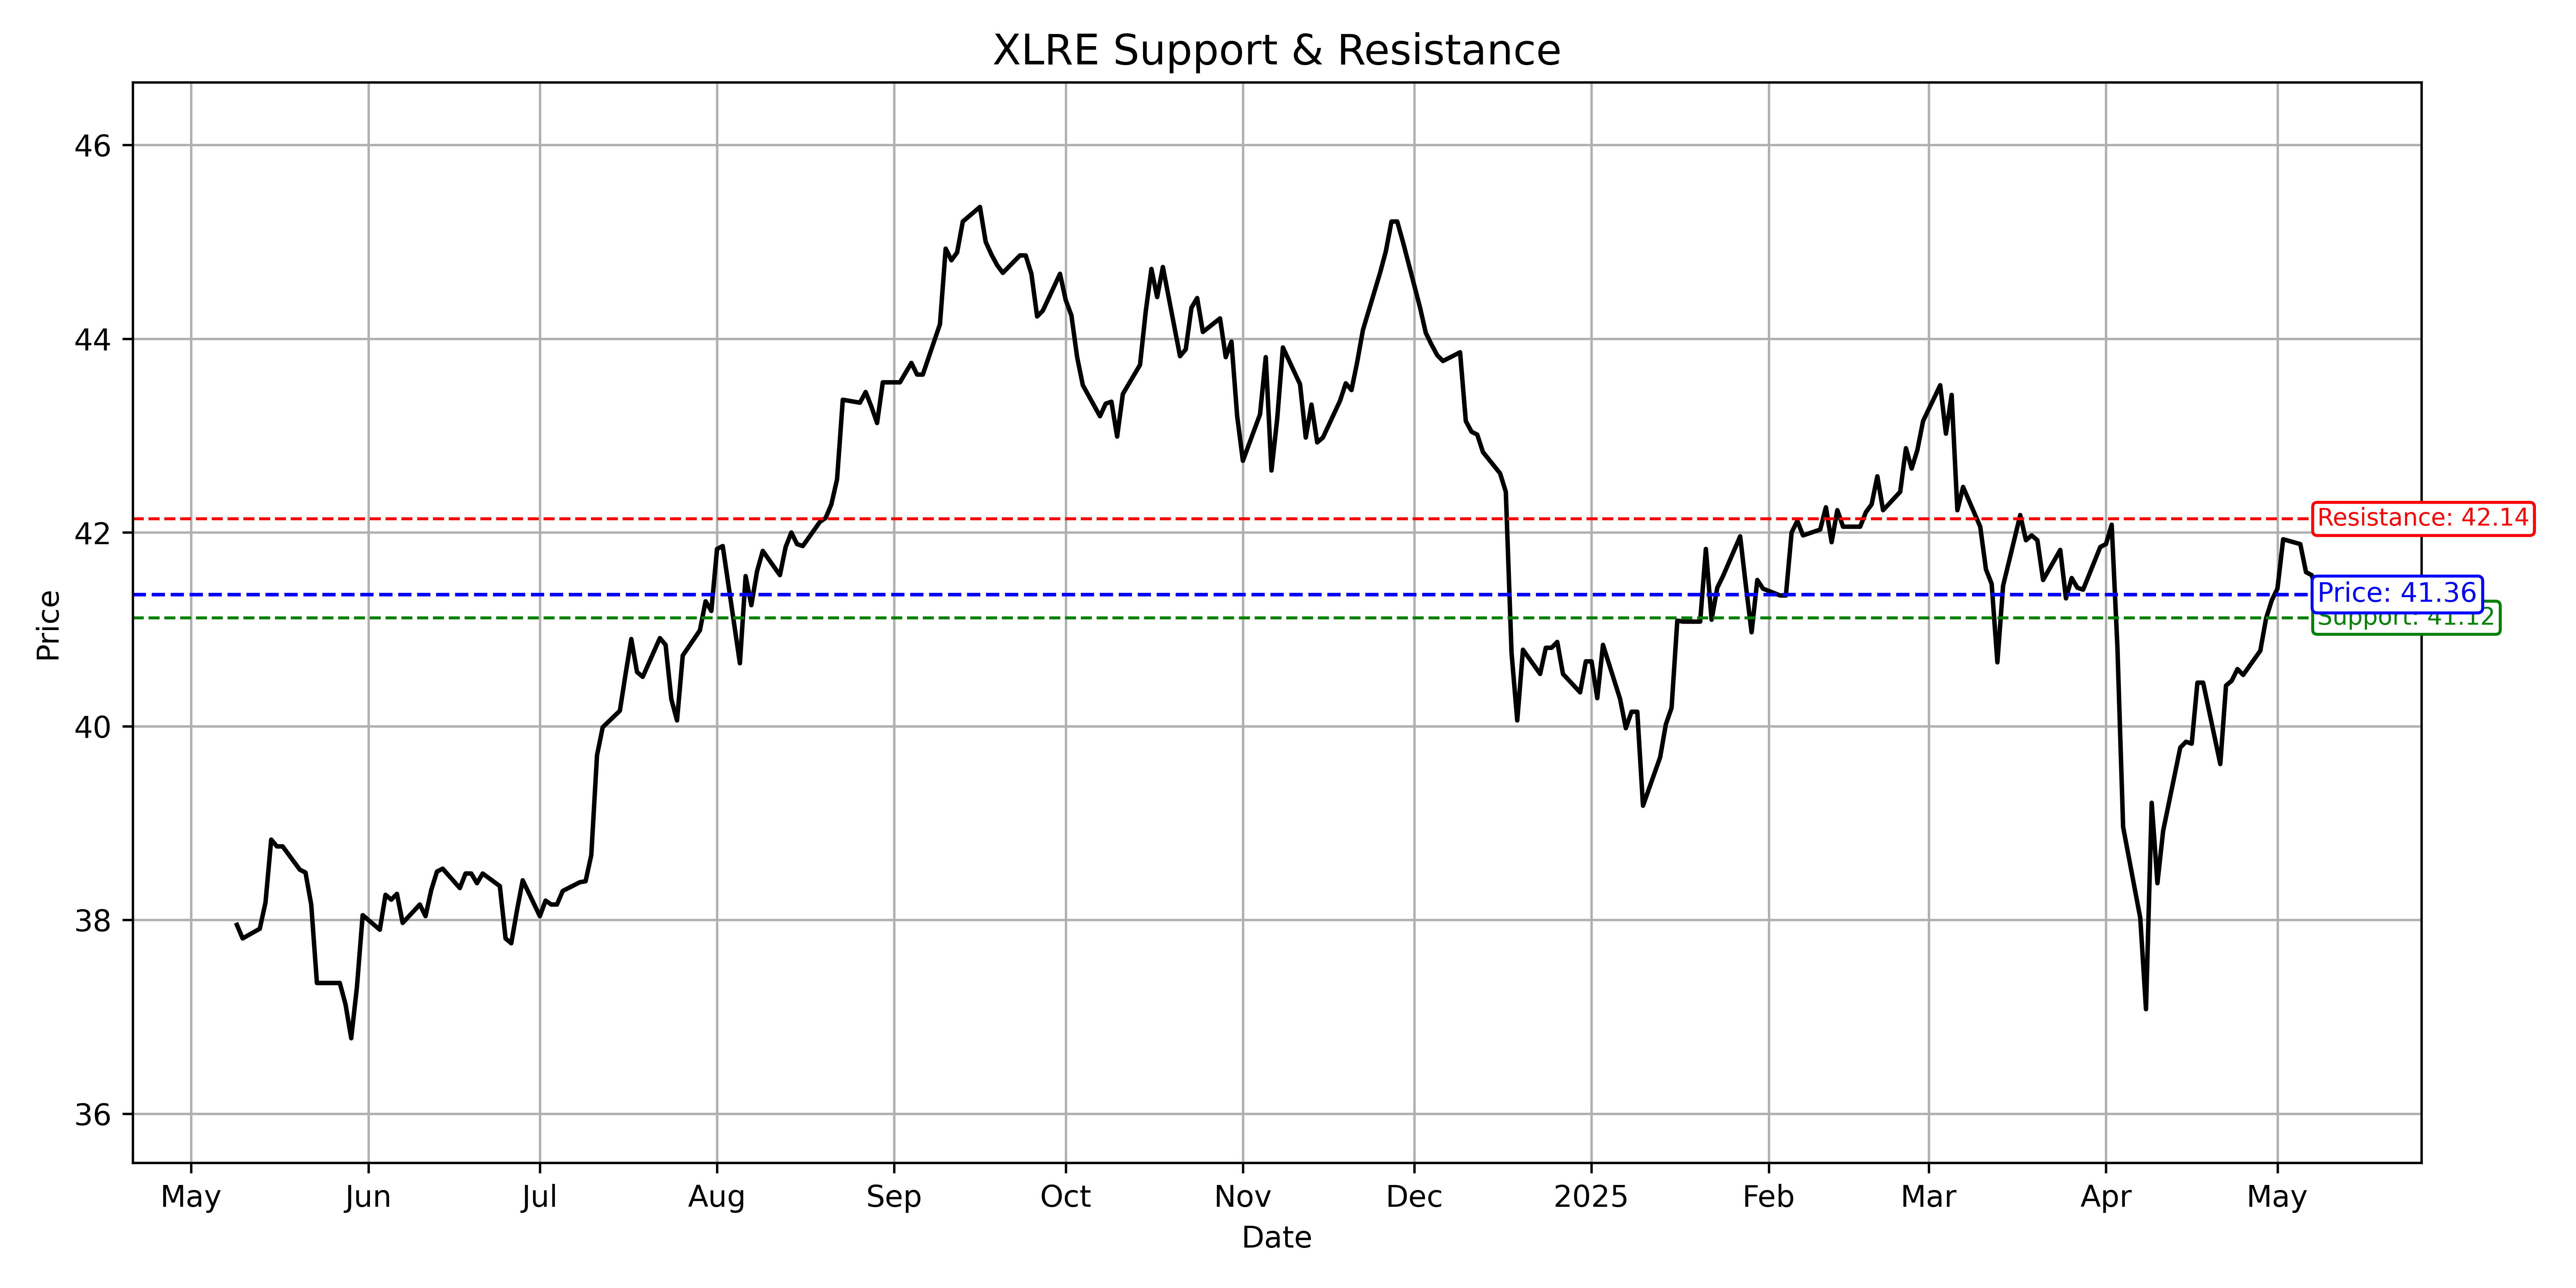 XLRE Support & Resistance
Price
46
44
42
40
38
36
Resistance: 42.14
Price: 41.36
Support: 41.12
May
Jun
Jul
Aug
Sep
Oct
Nov
Dec
2025
Feb
Mar
Apr
May
Date